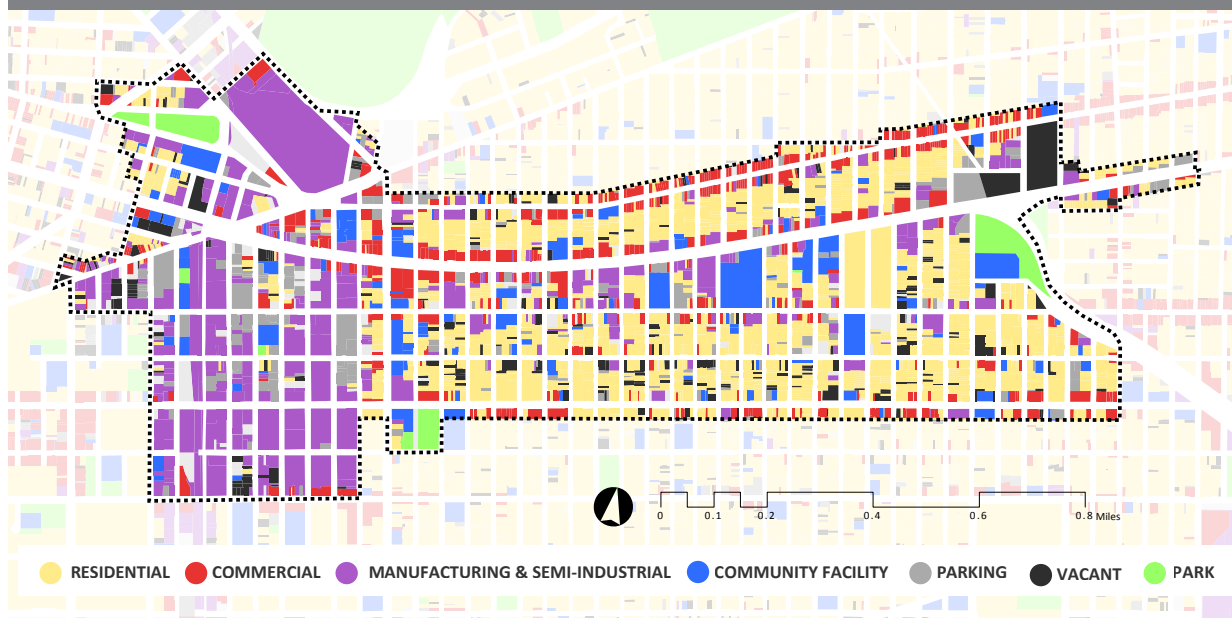 0 0.1 0.2 0.4 0.6 0.8 Miles
RESIDENTIAL COMMERCIAL MANUFACTURING & SEMI-INDUSTRIAL COMMUNITY FACILITY PARKING VACANT PARK